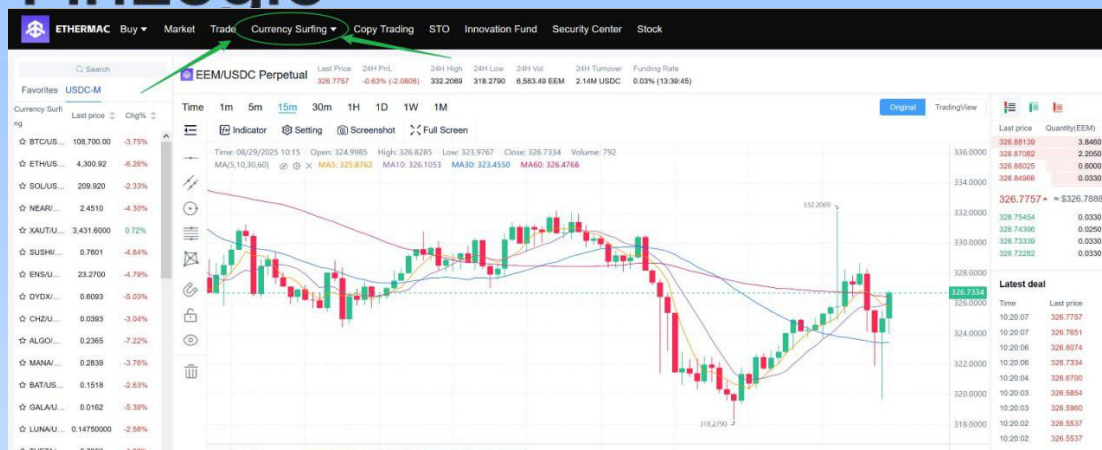 ETHERMAC Buy Market Trade Currency Surfing Copy Trading STO Innovation Fund Security Center Stock
Search
Favorites USDC-M
Currency Surfi
ng
Last price Chg%
BTC/US... 108,700.00 -3.75%
ETH/US... 4,300.92 -6.26%
SOL/US... 209.920 -2.33%
NEAR/... 2.4510 -4.30%
XAUT/U... 3,431.6000 0.72%
SUSHI/... 0.7601 -4.64%
ENS/U... 23.2700 -4.79%
DYDX/... 0.6093 -5.03%
CHZ/U... 0.0393 -3.04%
ALGO/... 0.2365 -7.22%
MANA/... 0.2839 -3.76%
BAT/US... 0.1518 -2.63%
GALA/U... 0.0162 -5.39%
LUNA/U... 0.14750000 -2.58%
EEM/USDC Perpetual
Last Price 24H PnL 24H High 24H Low 24H Vol 24H Turnover Funding Rate
326.7757 -0.63% (-2.0808) 332.2069 318.2790 6,583.49 EEM 2.14M USDC 0.03% (13:39:45)
Time 1m 5m 15m 30m 1H 1D 1W 1M
Original TradingView
Indicator Setting Screenshot Full Screen
Time: 08/29/2025 10:15 Open: 324.9985 High: 326.8285 Low: 323.9767 Close: 326.7334 Volume: 792
MA(5,10,30,60) MA5: 325.8762 MA10: 326.1053 MA30: 323.4550 MA60: 326.4768
336.0000
334.0000
332.0000
330.0000
328.0000
326.7334
326.0000
324.0000
322.0000
320.0000
318.0000
332.2069
318.2790
Last price Quantity(EEM)
326.88139 3.8460
326.87082 2.2050
326.86025 0.6000
326.84968 0.0330
326.7757 ≈ $326.7888
326.75454 0.0330
326.74396 0.0250
326.73339 0.0330
326.72282 0.0330
Latest deal
Time Last price
10:20:07 326.7757
10:20:07 326.7651
10:20:06 326.8074
10:20:06 326.7334
10:20:04 326.6700
10:20:03 326.5854
10:20:03 326.5960
10:20:02 326.5537
10:20:02 326.5537